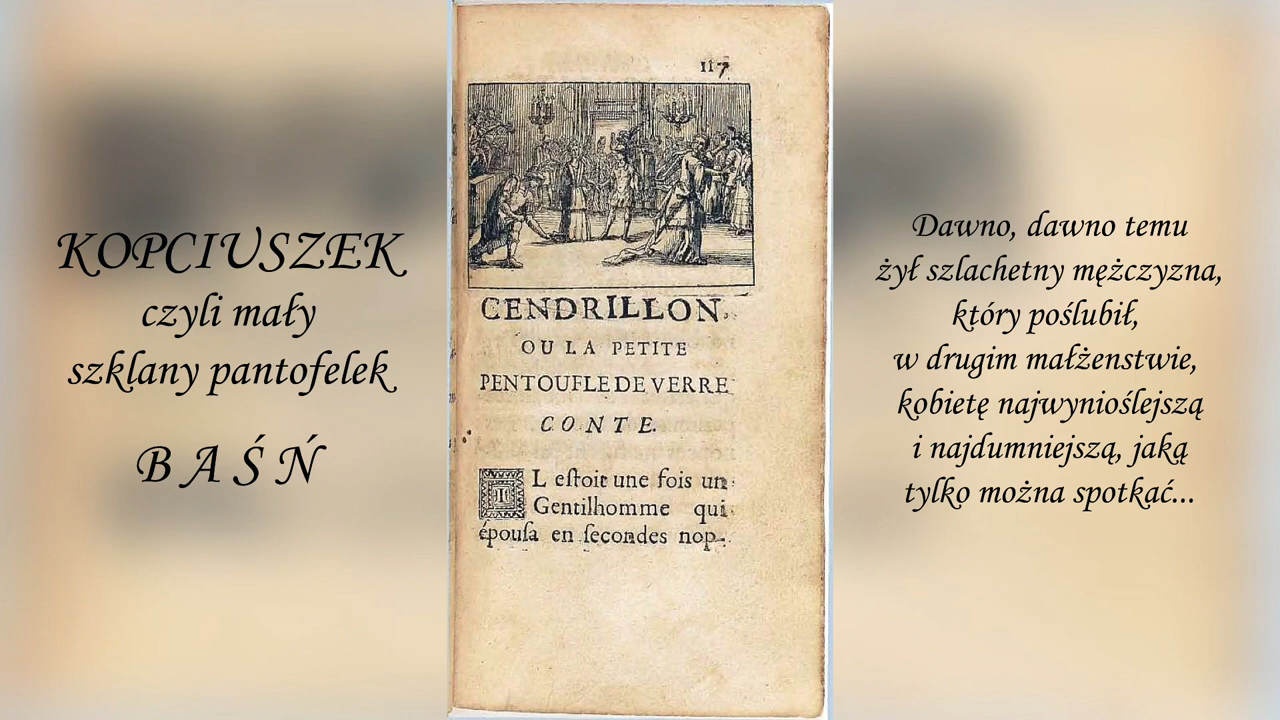 KOPCIUSZEK
czyli mały
szklany pantofelek
BAŚŃ
117
CENDRILLON.
OU LA PETITE
PENTOUFLE DE VERRE
CONTE.
IL eſtoit une fois un
Gentilhomme qui
épouſa en ſecondes nop-
Dawno, dawno temu
żył szlachetny mężczyzna,
który poślubił,
w drugim małżenstwie,
kobietę najwynioślejszą
i najdumniejszą, jaką
tylko można spotkać...